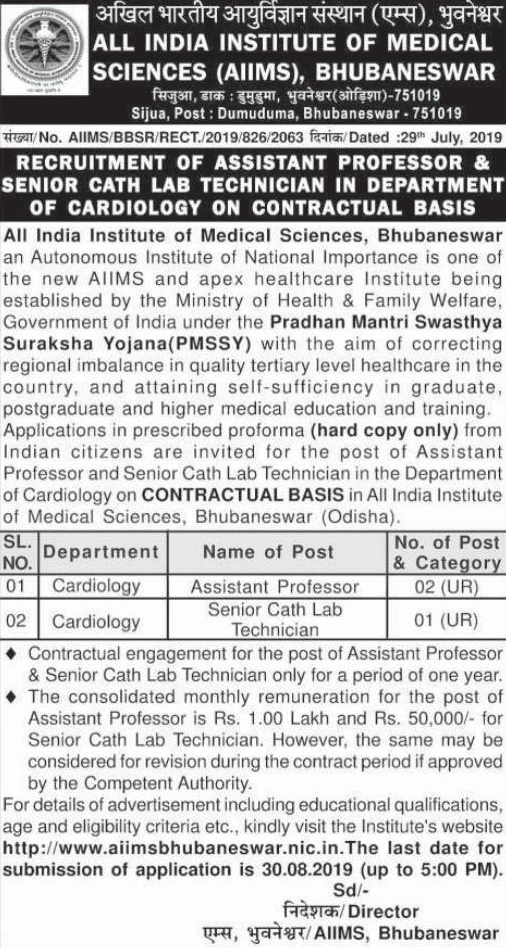 अखिल भारतीय आयुर्विज्ञान संस्थान (एम्स), भुवनेश्वर
ALL INDIA INSTITUTE OF MEDICAL
SCIENCES (AIIMS), BHUBANESWAR
सिजुआ, डाक : डुमुडुमा, भुवनेश्वर(ओड़िशा)-751019
Sijua, Post : Dumuduma, Bhubaneswar - 751019
संख्या/No. AIIMS/BBSR/RECT./2019/826/2063 दिनांक/Dated :29th July, 2019
RECRUITMENT OF ASSISTANT PROFESSOR &
SENIOR CATH LAB TECHNICIAN IN DEPARTMENT
OF CARDIOLOGY ON CONTRACTUAL BASIS
All India Institute of Medical Sciences, Bhubaneswar
an Autonomous Institute of National Importance is one of
the new AIIMS and apex healthcare Institute being
established by the Ministry of Health & Family Welfare,
Government of India under the Pradhan Mantri Swasthya
Suraksha Yojana(PMSSY) with the aim of correcting
regional imbalance in quality tertiary level healthcare in the
country, and attaining self-sufficiency in graduate,
postgraduate and higher medical education and training.
Applications in prescribed proforma (hard copy only) from
Indian citizens are invited for the post of Assistant
Professor and Senior Cath Lab Technician in the Department
of Cardiology on CONTRACTUAL BASIS in All India Institute
of Medical Sciences, Bhubaneswar (Odisha).
SL. NO. Department Name of Post No. of Post & Category
01 Cardiology Assistant Professor 02 (UR)
02 Cardiology Senior Cath Lab Technician 01 (UR)
♦ Contractual engagement for the post of Assistant Professor
& Senior Cath Lab Technician only for a period of one year.
♦ The consolidated monthly remuneration for the post of
Assistant Professor is Rs. 1.00 Lakh and Rs. 50,000/- for
Senior Cath Lab Technician. However, the same may be
considered for revision during the contract period if approved
by the Competent Authority.
For details of advertisement including educational qualifications,
age and eligibility criteria etc., kindly visit the Institute's website
http://www.aiimsbhubaneswar.nic.in.The last date for
submission of application is 30.08.2019 (up to 5:00 PM).
Sd/-
निदेशक/Director
एम्स, भुवनेश्वर/AIIMS, Bhubaneswar